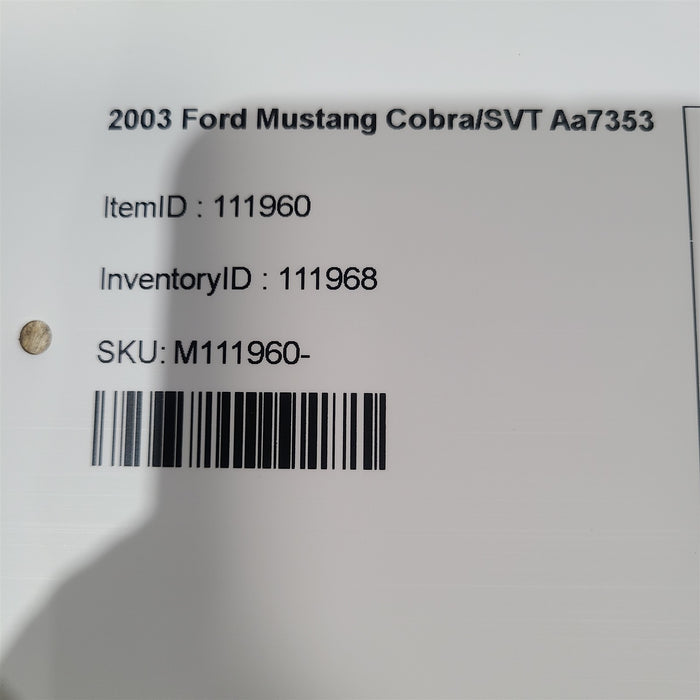 2003 Ford Mustang Cobra/SVT Aa7353
ItemID : 111960
InventoryID : 111968
SKU: M111960-